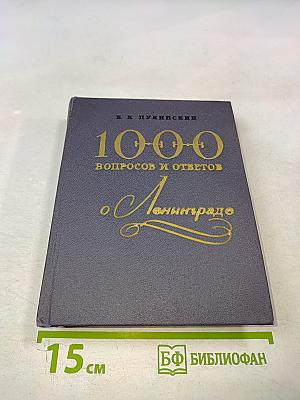 Б. К. ПУКИНСКИЙ
1000
ВОПРОСОВ И ОТВЕТОВ
о Ленинграде
15 см
БФ БИБЛИОФАН